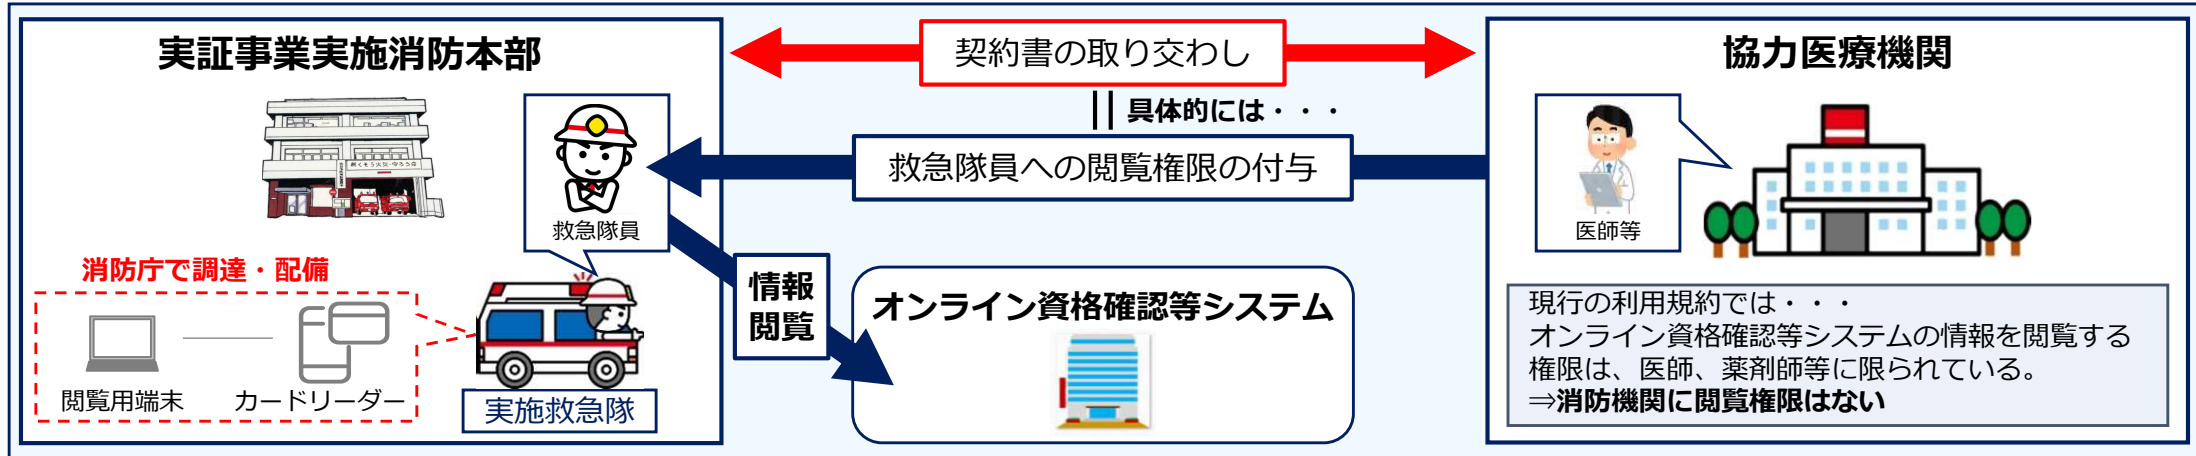 実証事業実施消防本部
救急隊員
消防庁で調達・配備
閲覧用端末
カードリーダー
実施救急隊
契約書の取り交わし
具体的には・・・
救急隊員への閲覧権限の付与
情報
閲覧
オンライン資格確認等システム
協力医療機関
医師等
現行の利用規約では・・・
オンライン資格確認等システムの情報を閲覧する
権限は、医師、薬剤師等に限られている。
⇒消防機関に閲覧権限はない